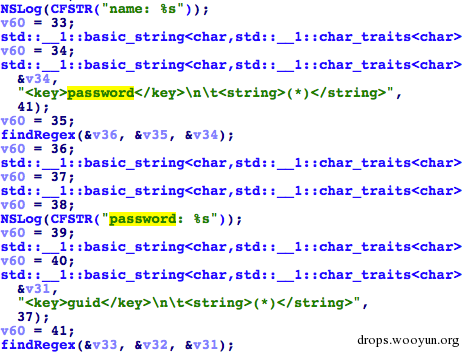 NSLog(CFSTR("name: %s"));
v60 = 33;
std::__1::basic_string<char,std::__1::char_traits<char>
v60 = 34;
std::__1::basic_string<char,std::__1::char_traits<char>
&v34,
"<key>password</key>\n\t<string>(*)</string>",
41);
v60 = 35;
findRegex(&v36, &v35, &v34);
v60 = 36;
std::__1::basic_string<char,std::__1::char_traits<char>
v60 = 37;
std::__1::basic_string<char,std::__1::char_traits<char>
v60 = 38;
NSLog(CFSTR("password: %s"));
v60 = 39;
std::__1::basic_string<char,std::__1::char_traits<char>
v60 = 40;
std::__1::basic_string<char,std::__1::char_traits<char>
&v31,
"<key>guid</key>\n\t<string>(*)</string>",
37);
v60 = 41;
findRegex(&v33, &v32, &v31);
drops.wooyun.org